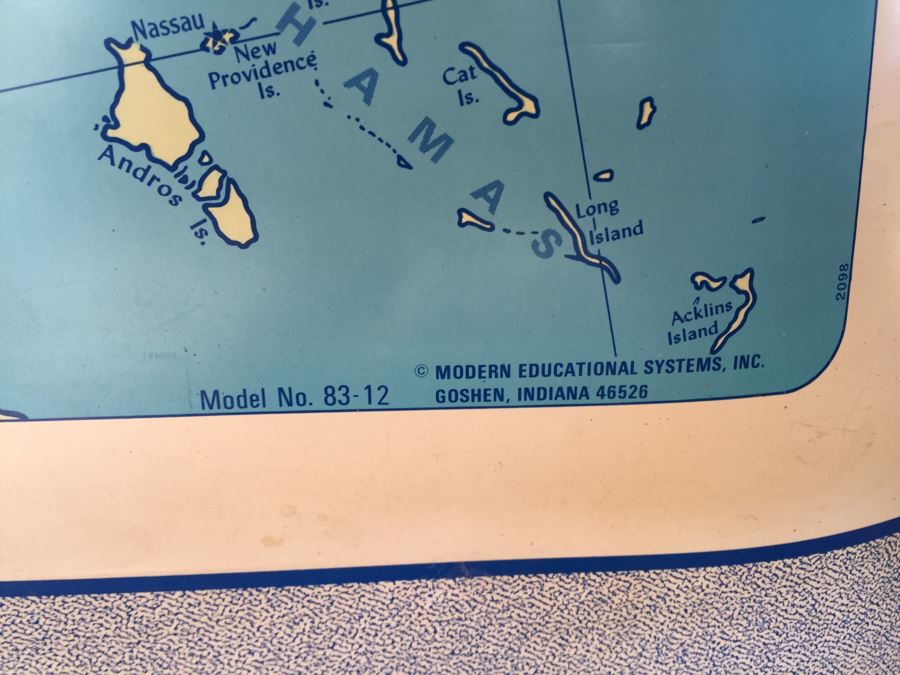 Is.
Nassau
New
Providence
Is.
H
A
M
A
S
Cat
Is.
Andros
Is.
Long
Island
Acklins
Island
2098
© MODERN EDUCATIONAL SYSTEMS, INC.
GOSHEN, INDIANA 46526
Model No. 83-12